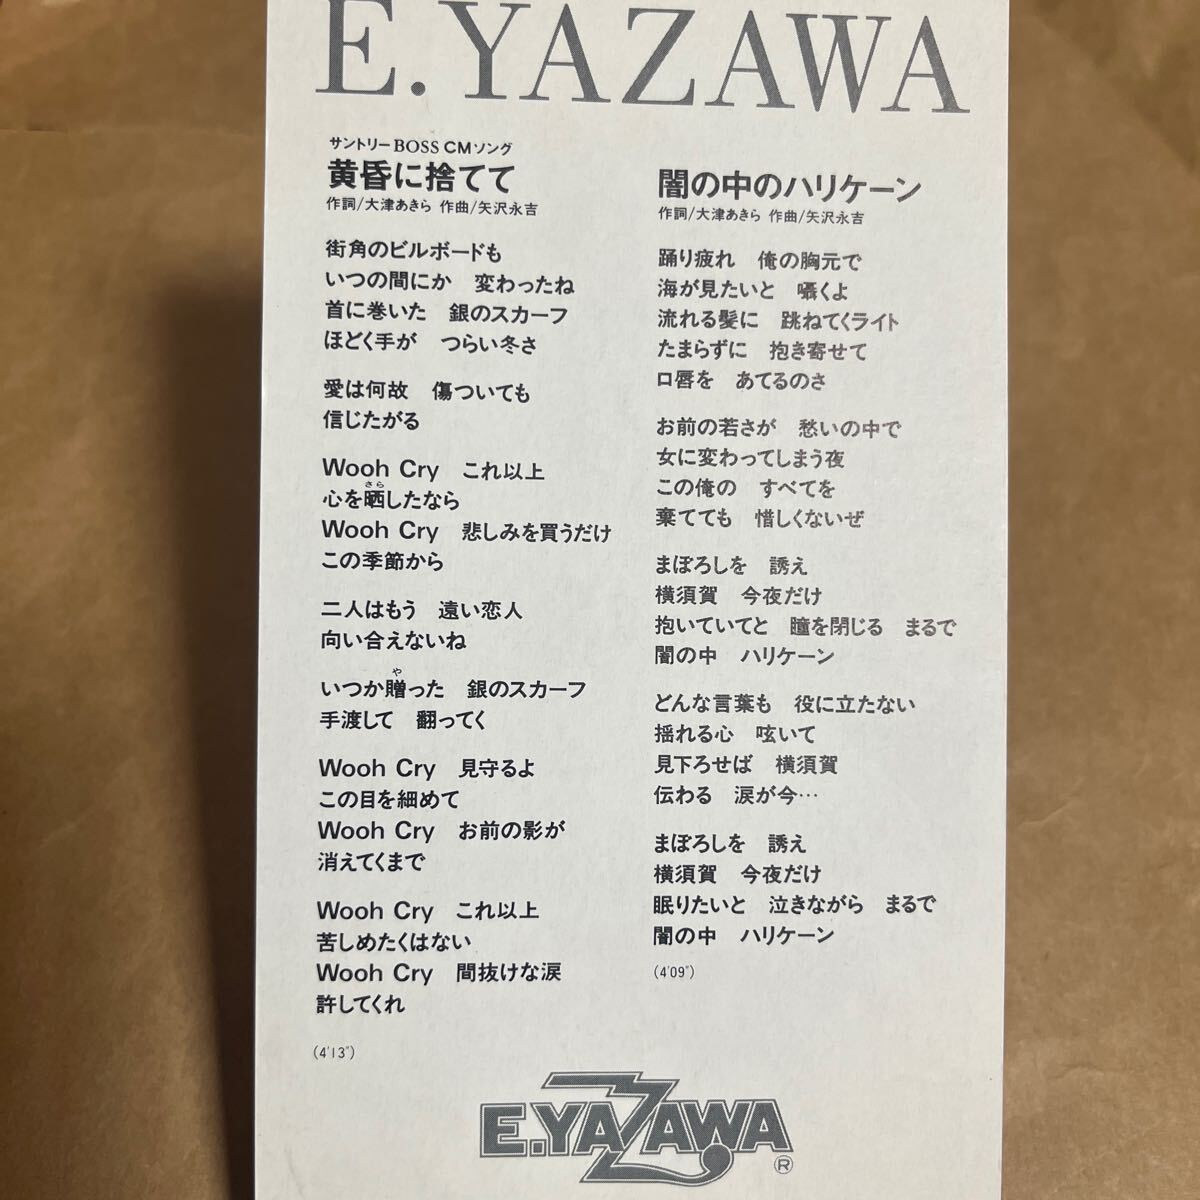 E.YAZAWA
サントリーBOSS CMソング
黄昏に捨てて
作詞/大津あきら 作曲/矢沢永吉
街角のビルボードも
いつの間にか　変わったね
首に巻いた　銀のスカーフ
ほどく手が　つらい冬さ
愛は何故　傷ついても
信じたがる
Wooh Cry　これ以上
さら
心を晒したなら
Wooh Cry　悲しみを買うだけ
この季節から
二人はもう　遠い恋人
向い合えないね
や
いつか贈った　銀のスカーフ
手渡して　翻ってく
Wooh Cry　見守るよ
この目を細めて
Wooh Cry　お前の影が
消えてくまで
Wooh Cry　これ以上
苦しめたくはない
Wooh Cry　間抜けな涙
許してくれ
(4'13")
闇の中のハリケーン
作詞/大津あきら 作曲/矢沢永吉
踊り疲れ　俺の胸元で
海が見たいと　囁くよ
流れる髪に　跳ねてくライト
たまらずに　抱き寄せて
口唇を　あてるのさ
お前の若さが　愁いの中で
女に変わってしまう夜
この俺の　すべてを
棄てても　惜しくないぜ
まぼろしを　誘え
横須賀　今夜だけ
抱いていてと　瞳を閉じる　まるで
闇の中　ハリケーン
どんな言葉も　役に立たない
揺れる心　呟いて
見下ろせば　横須賀
伝わる　涙が今…
まぼろしを　誘え
横須賀　今夜だけ
眠りたいと　泣きながら　まるで
闇の中　ハリケーン
(4'09")
E.YAZAWA®